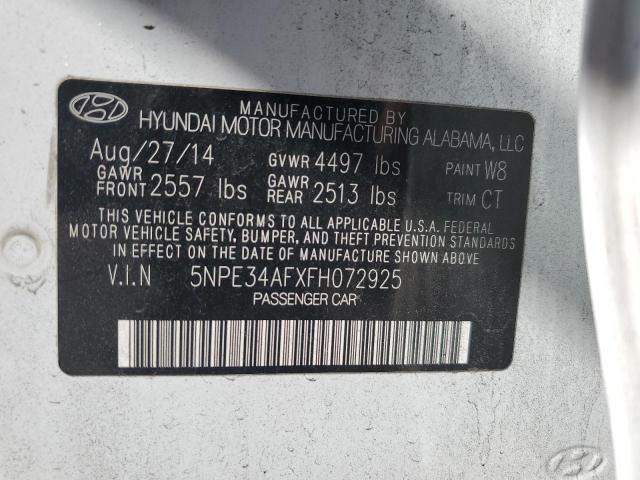 MANUFACTURED BY
HYUNDAI MOTOR MANUFACTURING ALABAMA, LLC
Aug/27/14 GVWR 4497 lbs PAINT W8
GAWR FRONT 2557 lbs GAWR REAR 2513 lbs TRIM CT
THIS VEHICLE CONFORMS TO ALL APPLICABLE U.S.A. FEDERAL
MOTOR VEHICLE SAFETY, BUMPER, AND THEFT PREVENTION STANDARDS
IN EFFECT ON THE DATE OF MANUFACTURE SHOWN ABOVE.
V.I.N 5NPE34AFXFH072925
PASSENGER CAR